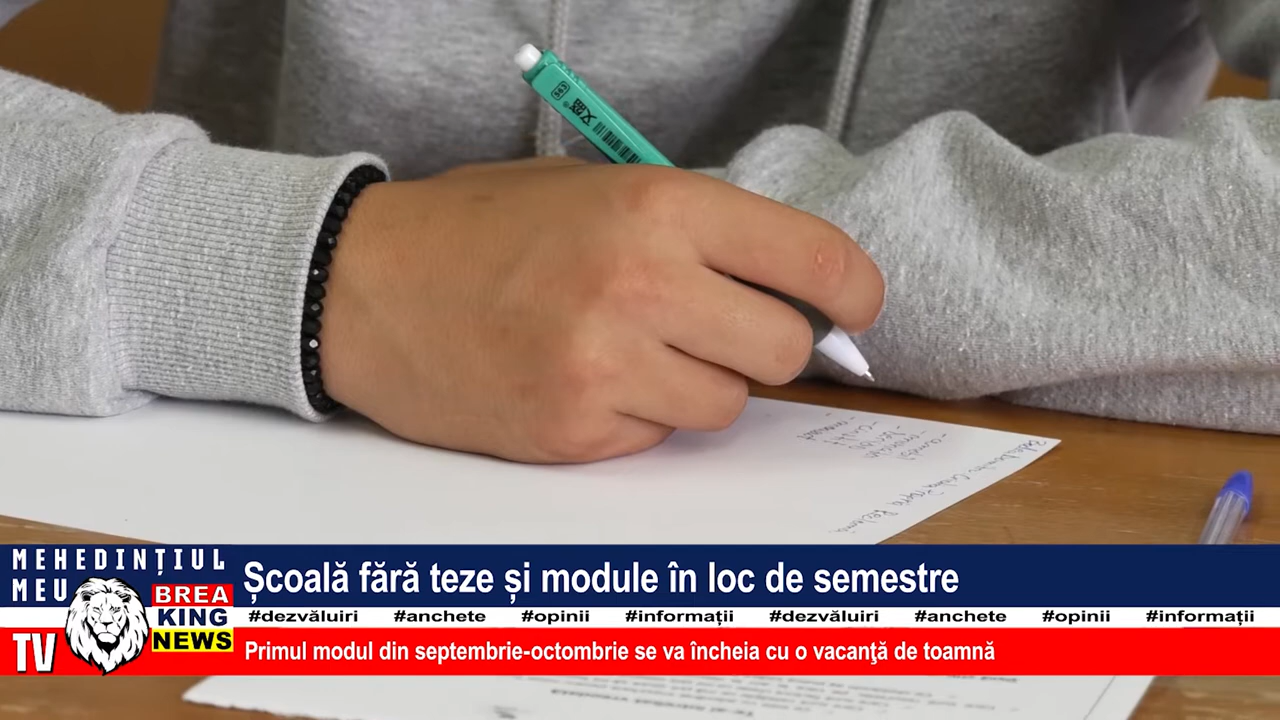 MEHEDINȚIUL
MEU
TV
BREA
KING
NEWS
Școală fără teze și module în loc de semestre
#dezvăluiri #anchete #opinii #informații #dezvăluiri #anchete #opinii #informații
Primul modul din septembrie-octombrie se va încheia cu o vacanţă de toamnă